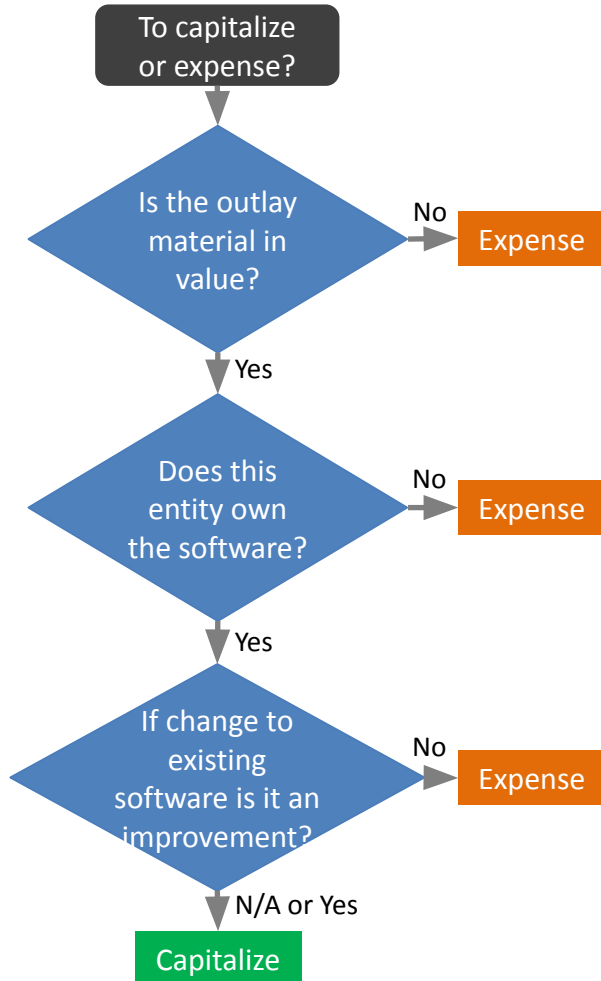 To capitalize
or expense?
Is the outlay
material in
value?
No
Expense
Yes
Does this
entity own
the software?
No
Expense
Yes
If change to
existing
software is it an
improvement?
No
Expense
N/A or Yes
Capitalize